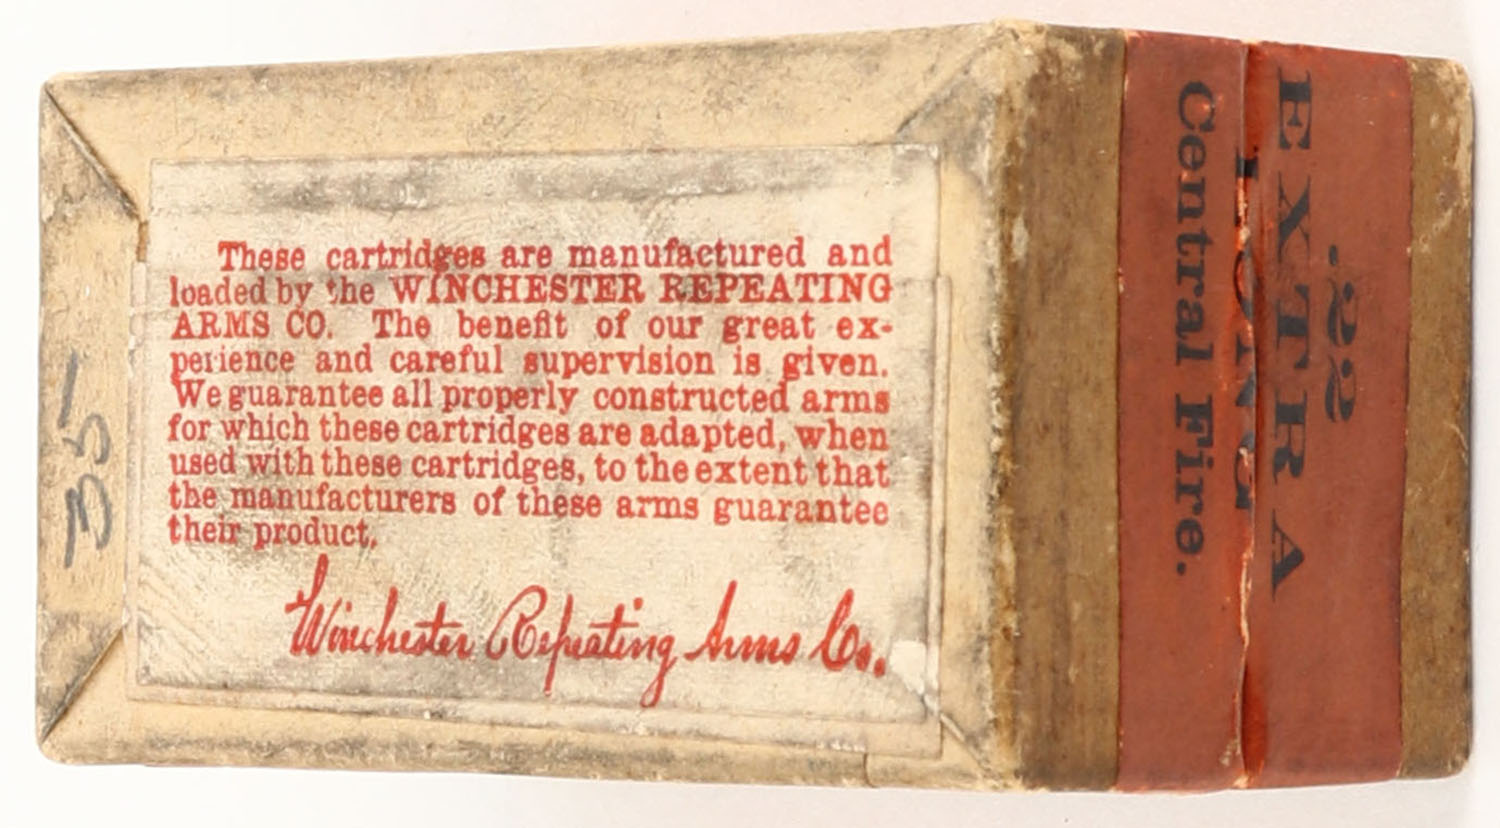 These cartridges are manufactured and
loaded by the WINCHESTER REPEATING
ARMS CO. The benefit of our great ex-
perience and careful supervision is given.
We guarantee all properly constructed arms
for which these cartridges are adapted, when
used with these cartridges, to the extent that
the manufacturers of these arms guarantee
their product.
Winchester Repeating Arms Co.
35-
.22
EXTRA
LONG
Central Fire.